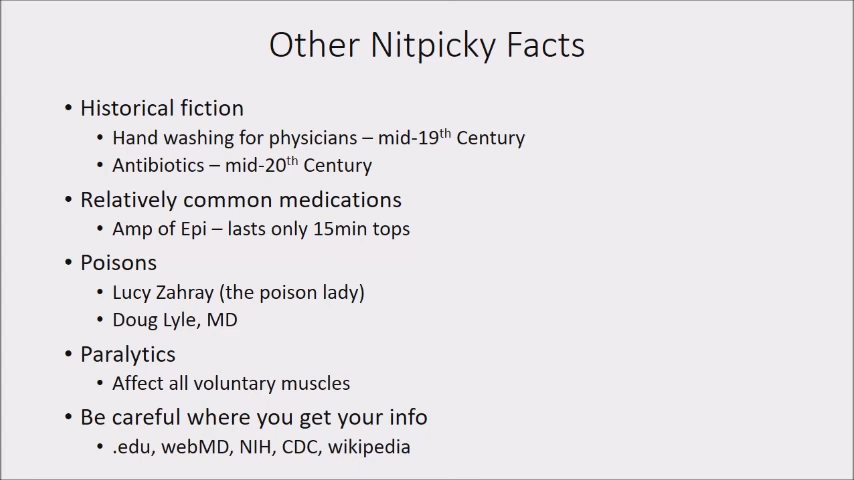 Other Nitpicky Facts
• Historical fiction
• Hand washing for physicians – mid-19th Century
• Antibiotics – mid-20th Century
• Relatively common medications
• Amp of Epi – lasts only 15min tops
• Poisons
• Lucy Zahray (the poison lady)
• Doug Lyle, MD
• Paralytics
• Affect all voluntary muscles
• Be careful where you get your info
• .edu, webMD, NIH, CDC, wikipedia